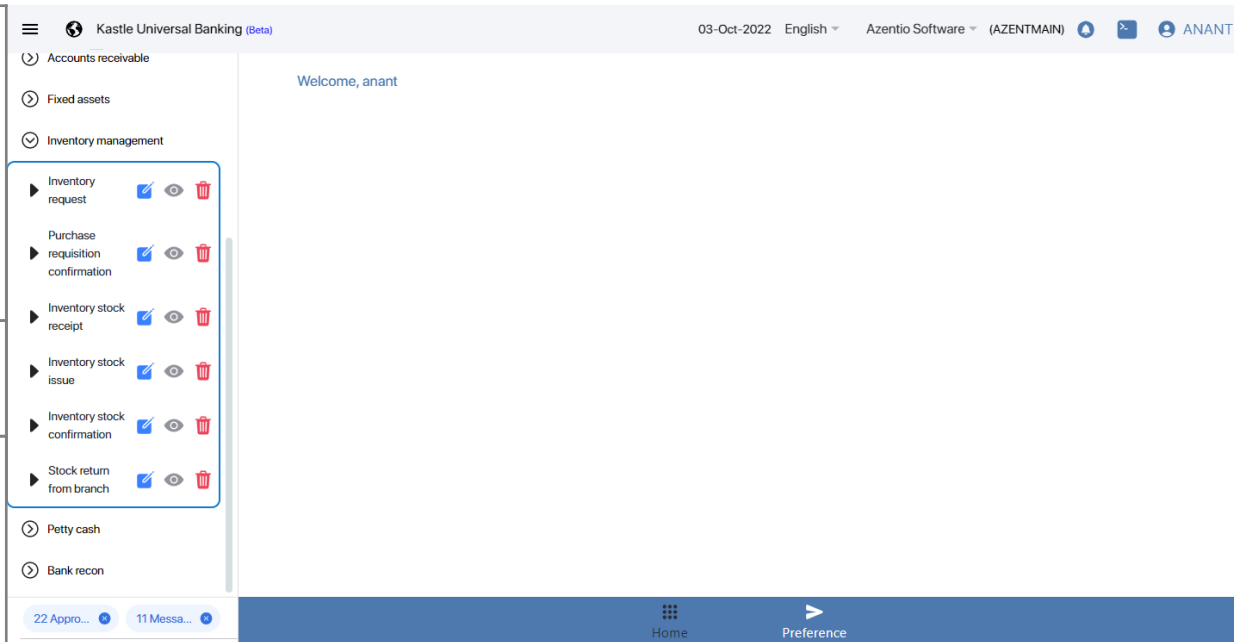 Kastle Universal Banking (Beta)
03-Oct-2022 English Azentio Software (AZENTMAIN) ANANT
Accounts receivable
Welcome, anant
Fixed assets
Inventory management
Inventory
request
Purchase
requisition
confirmation
Inventory stock
receipt
Inventory stock
issue
Inventory stock
confirmation
Stock return
from branch
Petty cash
Bank recon
22 Appro... 11 Messa...
Home Preference